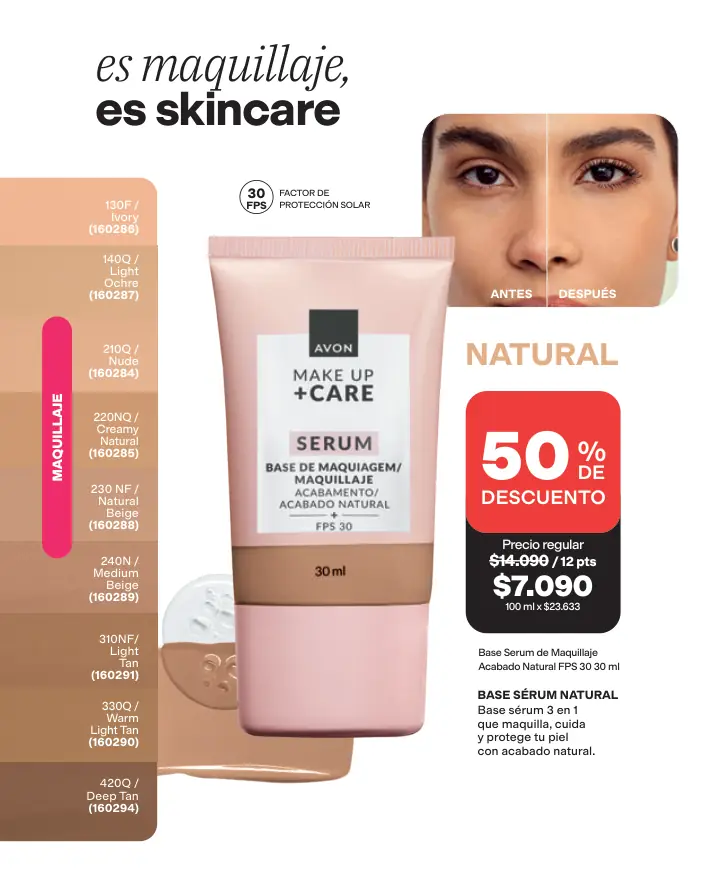 es maquillaje,
es skincare
30
FPS
FACTOR DE
PROTECCIÓN SOLAR
ANTES
DESPUÉS
130F /
Ivory
(160286)
140Q /
Light
Ochre
(160287)
210Q /
Nude
(160284)
220NQ /
Creamy
Natural
(160285)
230 NF /
Natural
Beige
(160288)
240N /
Medium
Beige
(160289)
310NF/
Light
Tan
(160291)
330Q /
Warm
Light Tan
(160290)
420Q /
Deep Tan
(160294)
MAQUILLAJE
AVON
MAKE UP
+CARE
SERUM
BASE DE MAQUIAGEM/
MAQUILLAJE
ACABAMENTO/
ACABADO NATURAL
+
FPS 30
30 ml
NATURAL
50 %
DE
DESCUENTO
Precio regular
$14.090 / 12 pts
$7.090
100 ml x $23.633
Base Serum de Maquillaje
Acabado Natural FPS 30 30 ml
BASE SÉRUM NATURAL
Base sérum 3 en 1
que maquilla, cuida
y protege tu piel
con acabado natural.